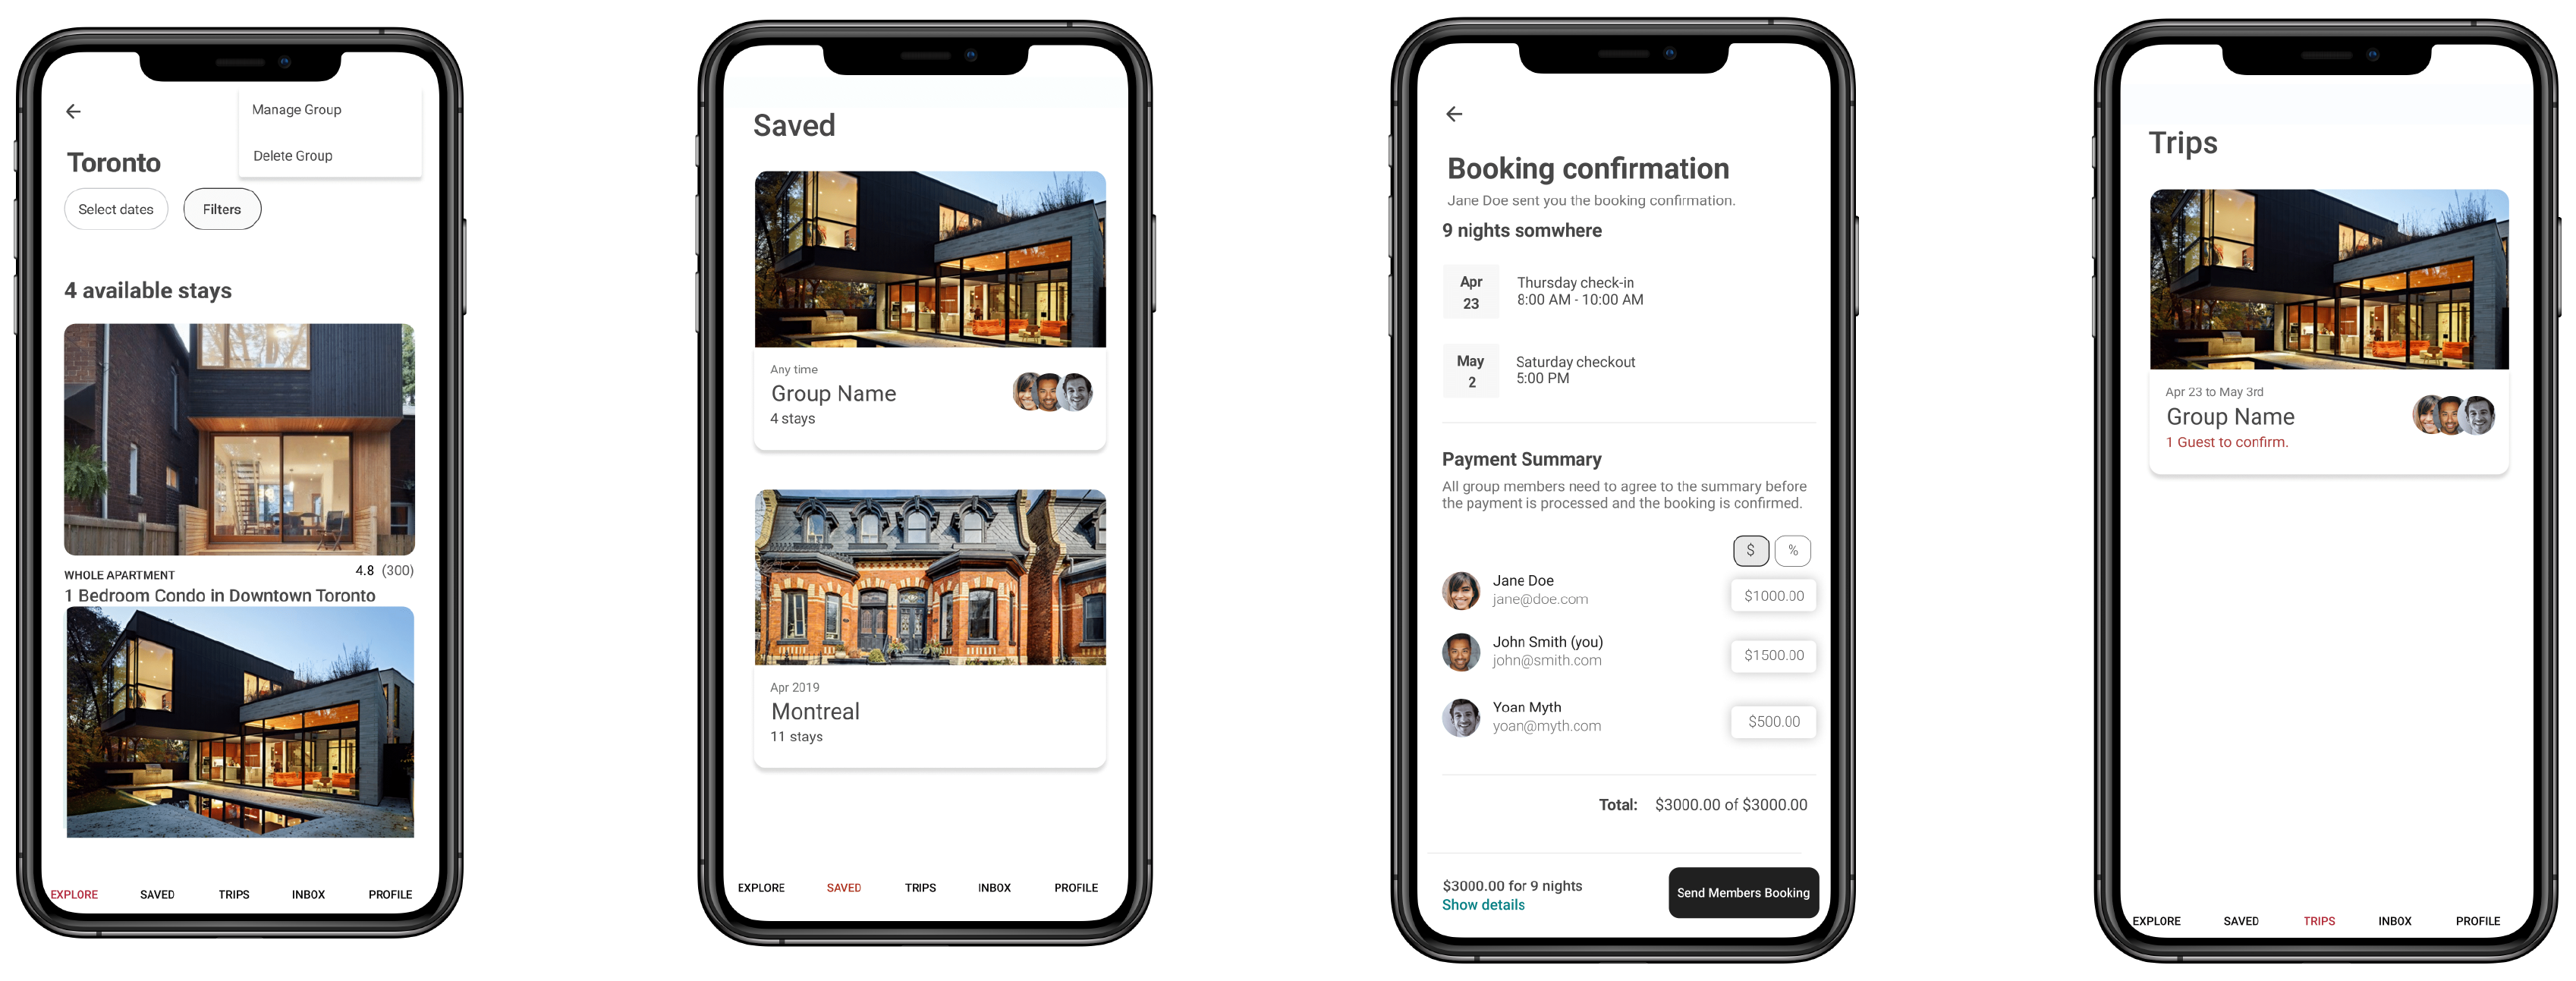 Manage Group
Delete Group
Toronto
Select dates
Filters
4 available stays
WHOLE APARTMENT
4.8 (300)
1 Bedroom Condo in Downtown Toronto
EXPLORE SAVED TRIPS INBOX PROFILE
Saved
Any time
Group Name
4 stays
Apr 2019
Montreal
11 stays
EXPLORE SAVED TRIPS INBOX PROFILE
Booking confirmation
Jane Doe sent you the booking confirmation.
9 nights somwhere
Apr
23
Thursday check-in
8:00 AM - 10:00 AM
May
2
Saturday checkout
5:00 PM
Payment Summary
All group members need to agree to the summary before
the payment is processed and the booking is confirmed.
$ %
Jane Doe
jane@doe.com
$1000.00
John Smith (you)
john@smith.com
$1500.00
Yoan Myth
yoan@myth.com
$500.00
Total: $3000.00 of $3000.00
$3000.00 for 9 nights
Show details
Send Members Booking
Trips
Apr 23 to May 3rd
Group Name
1 Guest to confirm.
EXPLORE SAVED TRIPS INBOX PROFILE